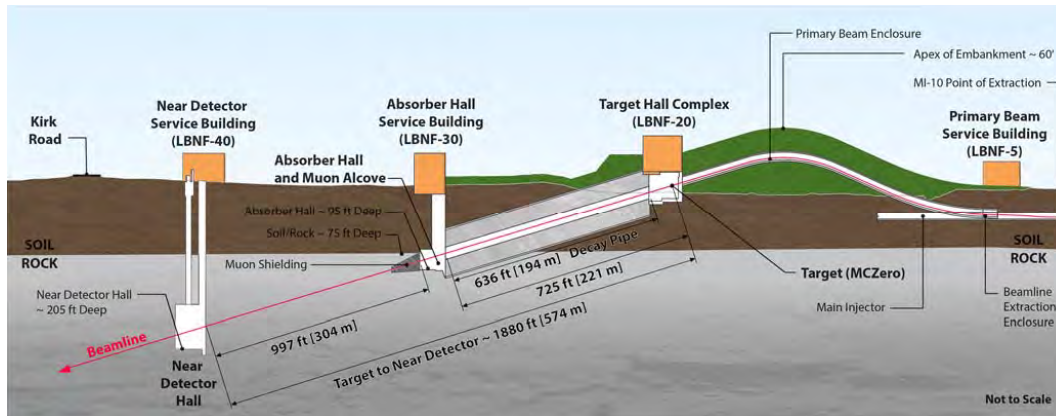 Primary Beam Enclosure
Apex of Embankment ~ 60'
MI-10 Point of Extraction
Kirk
Road
Near Detector
Service Building
(LBNF-40)
Absorber Hall
Service Building
(LBNF-30)
Target Hall Complex
(LBNF-20)
Primary Beam
Service Building
(LBNF-5)
Absorber Hall
and Muon Alcove
Absorber Hall ~ 95 ft Deep
Soil/Rock ~ 75 ft Deep
Muon Shielding
SOIL
ROCK
SOIL
ROCK
636 ft [194 m] Decay Pipe
725 ft [221 m]
Target (MCZero)
Main Injector
Beamline
Extraction
Enclosure
Near Detector Hall
~ 205 ft Deep
Beamline
997 ft [304 m]
Target to Near Detector ~ 1880 ft [574 m]
Near
Detector
Hall
Not to Scale